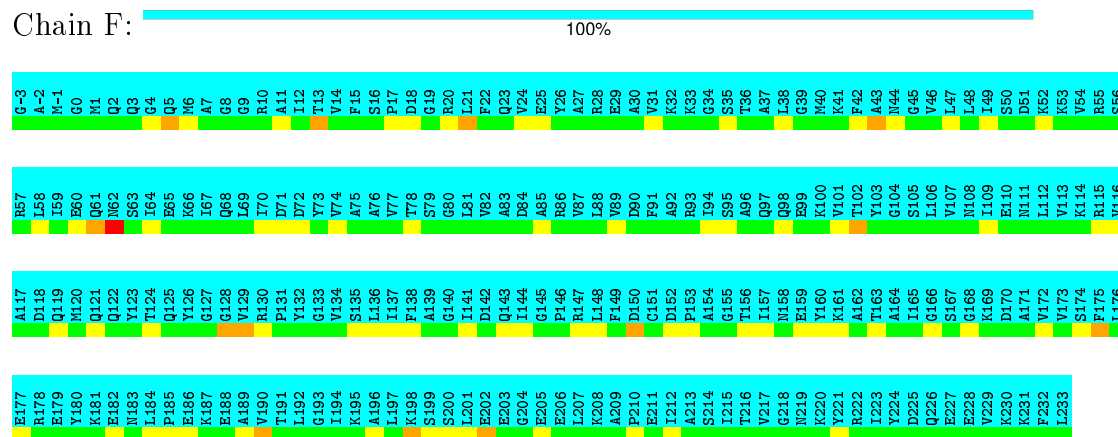 Chain F:
100%
G-3 A-2 M-1 G0 M1 Q2 Q3 G4 Q5 M6 A7 G8 G9 R10 A11 I12 T13 V14 F15 S16 P17 D18 G19 R20 L21 F22 Q23 V24 E25 Y26 A27 R28 E29 A30 V31 K32 K33 G34 S35 T36 A37 L38 G39 M40 K41 F42 A43 N44 G45 V46 L47 L48 I49 S50 D51 K52 K53 V54 R55 S56
R57 L58 I59 E60 Q61 N62 S63 I64 E65 K66 I67 Q68 L69 I70 D71 D72 Y73 V74 A75 A76 V77 T78 S79 G80 L81 V82 A83 D84 A85 R86 V87 L88 V89 D90 F91 A92 R93 I94 S95 A96 Q97 Q98 E99 K100 V101 T102 Y103 G104 S105 L106 V107 N108 I109 E110 N111 L112 V113 K114 R115 V116
A117 D118 Q119 M120 Q121 Q122 Y123 T124 Q125 Y126 G127 G128 V129 R130 P131 Y132 G133 V134 S135 L136 I137 F138 A139 G140 I141 D142 Q143 I144 G145 P146 R147 L148 F149 D150 C151 D152 P153 A154 G155 T156 I157 N158 E159 Y160 K161 A162 T163 A164 I165 G166 S167 G168 K169 D170 A171 V172 V173 S174 F175 L176
E177 R178 E179 Y180 K181 E182 N183 L184 P185 E186 K187 E188 A189 V190 T191 L192 G193 I194 K195 A196 L197 K198 S199 S200 L201 E202 E203 G204 E205 E206 L207 K208 A209 P210 E211 I212 A213 S214 I215 T216 V217 G218 N219 K220 Y221 R222 I223 Y224 D225 Q226 E227 E228 V229 K230 K231 F232 L233